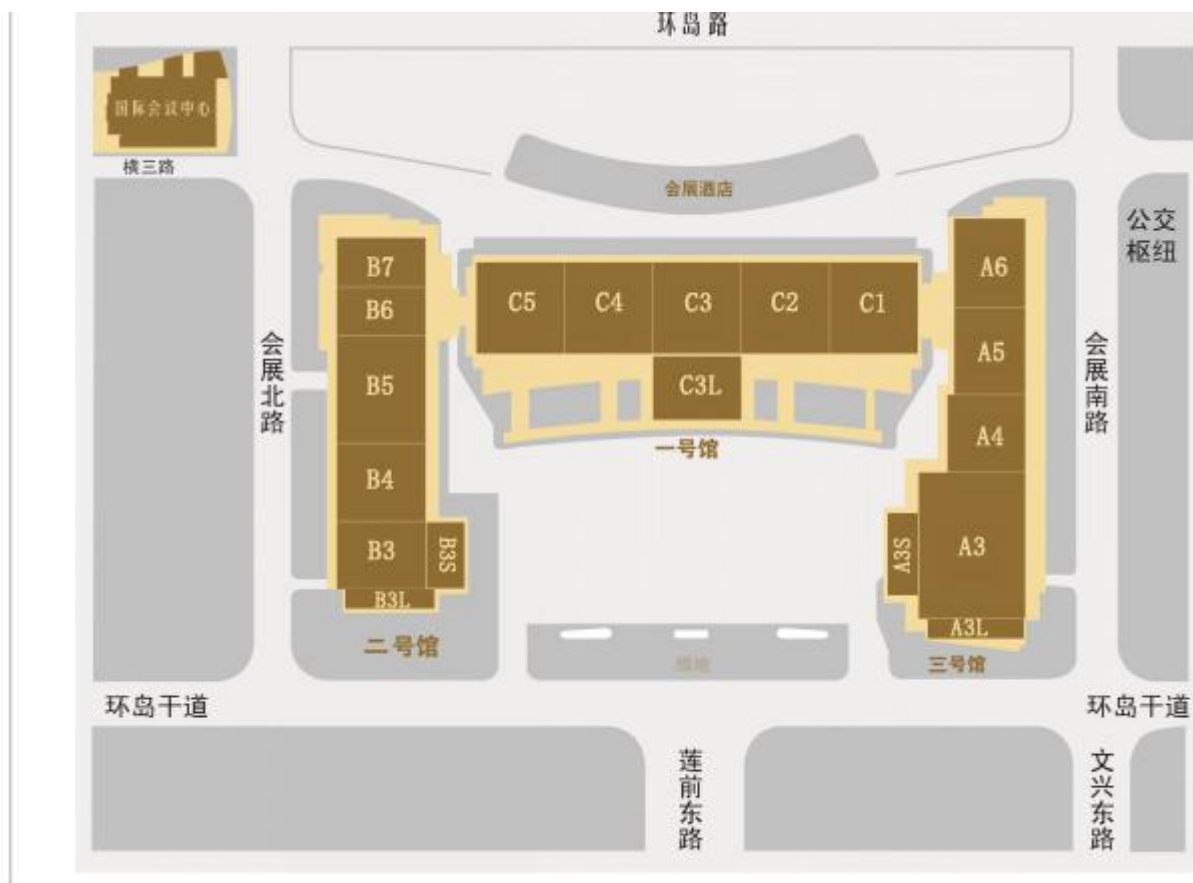 环岛路
国际会议中心
横三路
会展酒店
公交
枢纽
B7
B6
B5
B4
B3
B3S
B3L
C5
C4
C3
C2
C1
C3L
A6
A5
A4
A3
A3S
A3L
会展北路
会展南路
一号馆
二号馆
三号馆
绿地
环岛干道
环岛干道
莲前东路
文兴东路